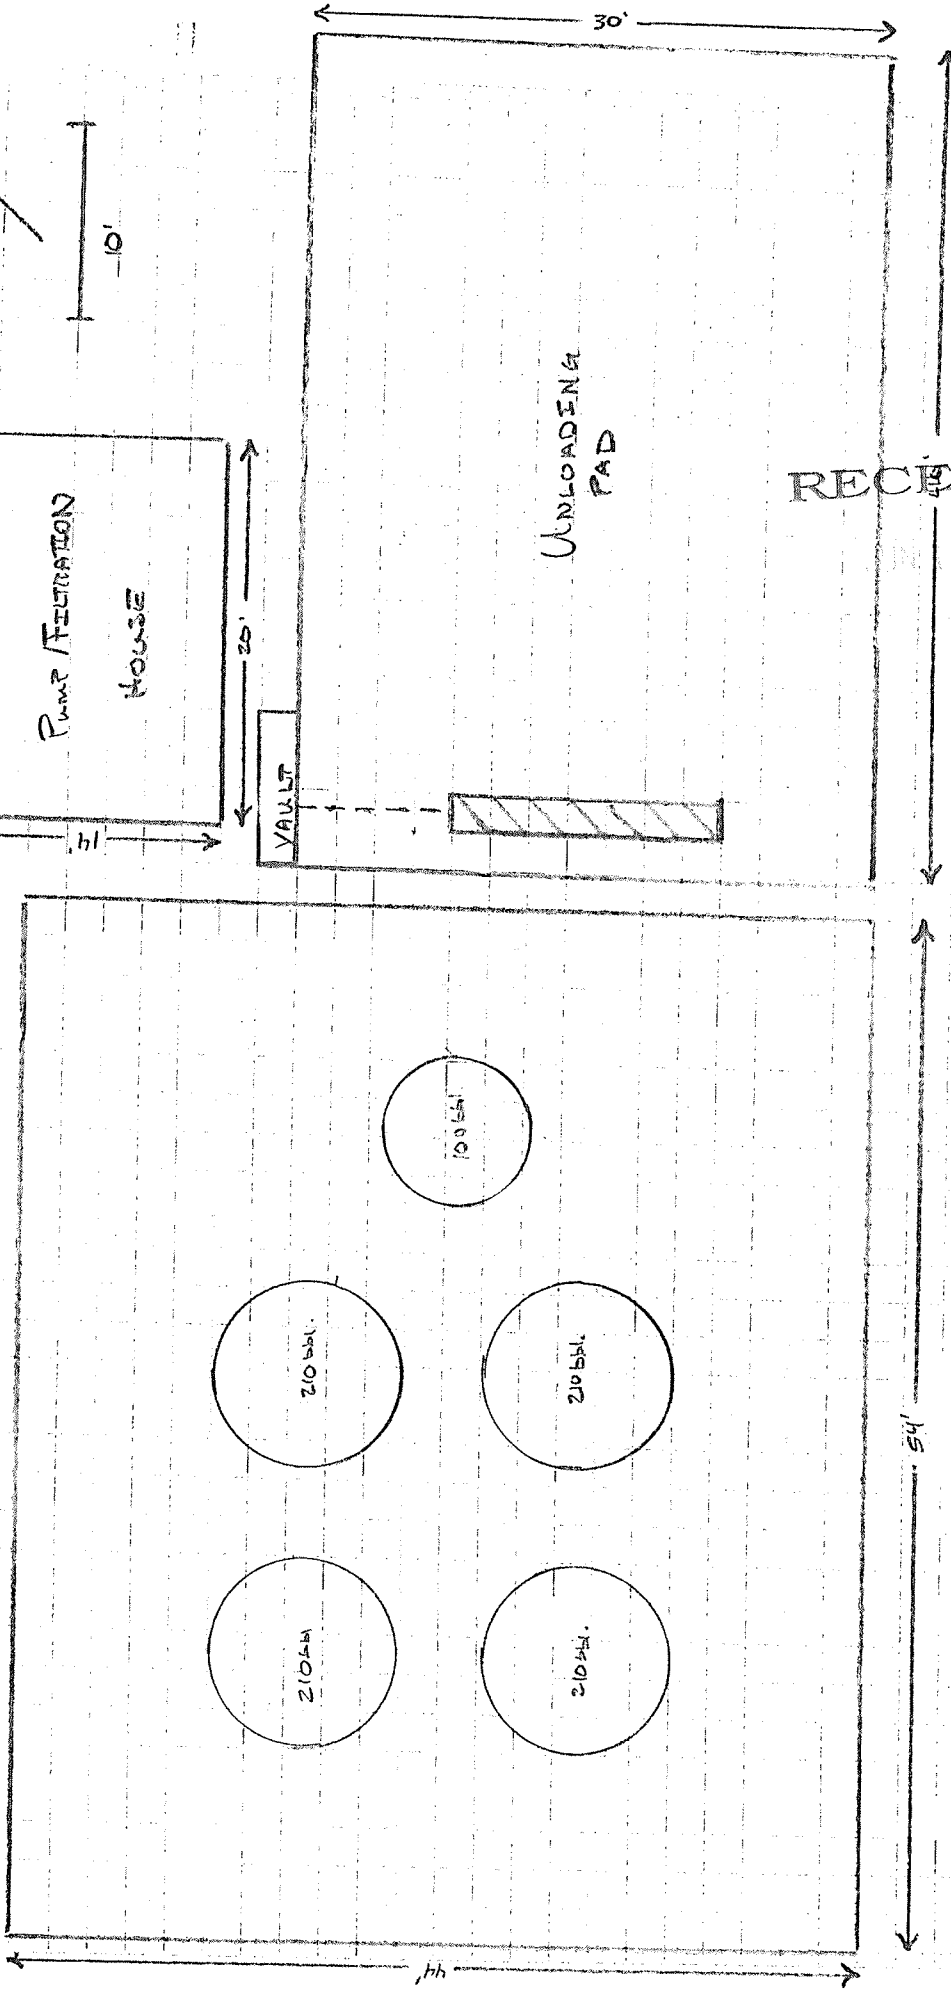 30'
10'
Pump / FILTRATION
HOUSE
14'
20'
VAULT
UNLOADING
PAD
RECE
100 bbl.
210 bbl.
210 bbl.
210 bbl
210 bbl.
54'
44'